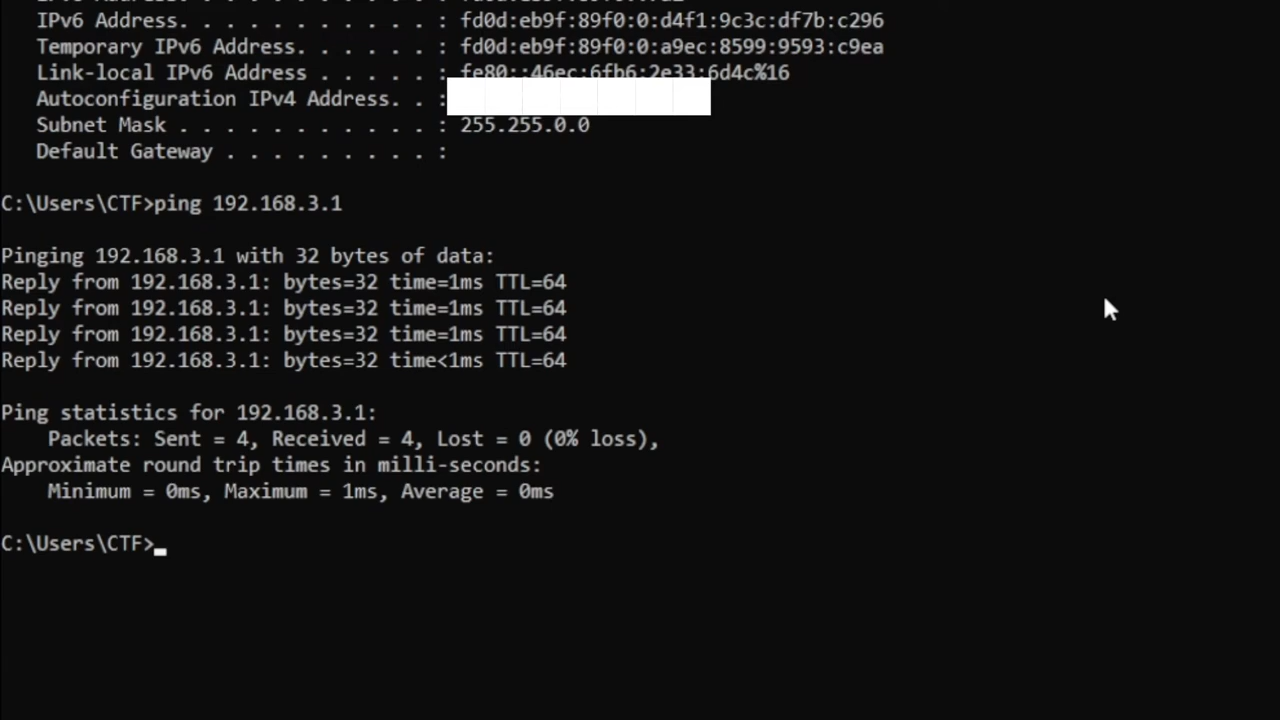 IPv6 Address. . . . . . . . . . . : fd0d:eb9f:89f0:0:d4f1:9c3c:df7b:c296
Temporary IPv6 Address. . . . . . : fd0d:eb9f:89f0:0:a9ec:8599:9593:c9ea
Link-local IPv6 Address . . . . . : fe80::46ec:6fb6:2e33:6d4c%16
Autoconfiguration IPv4 Address. . :
Subnet Mask . . . . . . . . . . . : 255.255.0.0
Default Gateway . . . . . . . . . :
C:\Users\CTF>ping 192.168.3.1
Pinging 192.168.3.1 with 32 bytes of data:
Reply from 192.168.3.1: bytes=32 time=1ms TTL=64
Reply from 192.168.3.1: bytes=32 time=1ms TTL=64
Reply from 192.168.3.1: bytes=32 time=1ms TTL=64
Reply from 192.168.3.1: bytes=32 time<1ms TTL=64
Ping statistics for 192.168.3.1:
Packets: Sent = 4, Received = 4, Lost = 0 (0% loss),
Approximate round trip times in milli-seconds:
Minimum = 0ms, Maximum = 1ms, Average = 0ms
C:\Users\CTF>